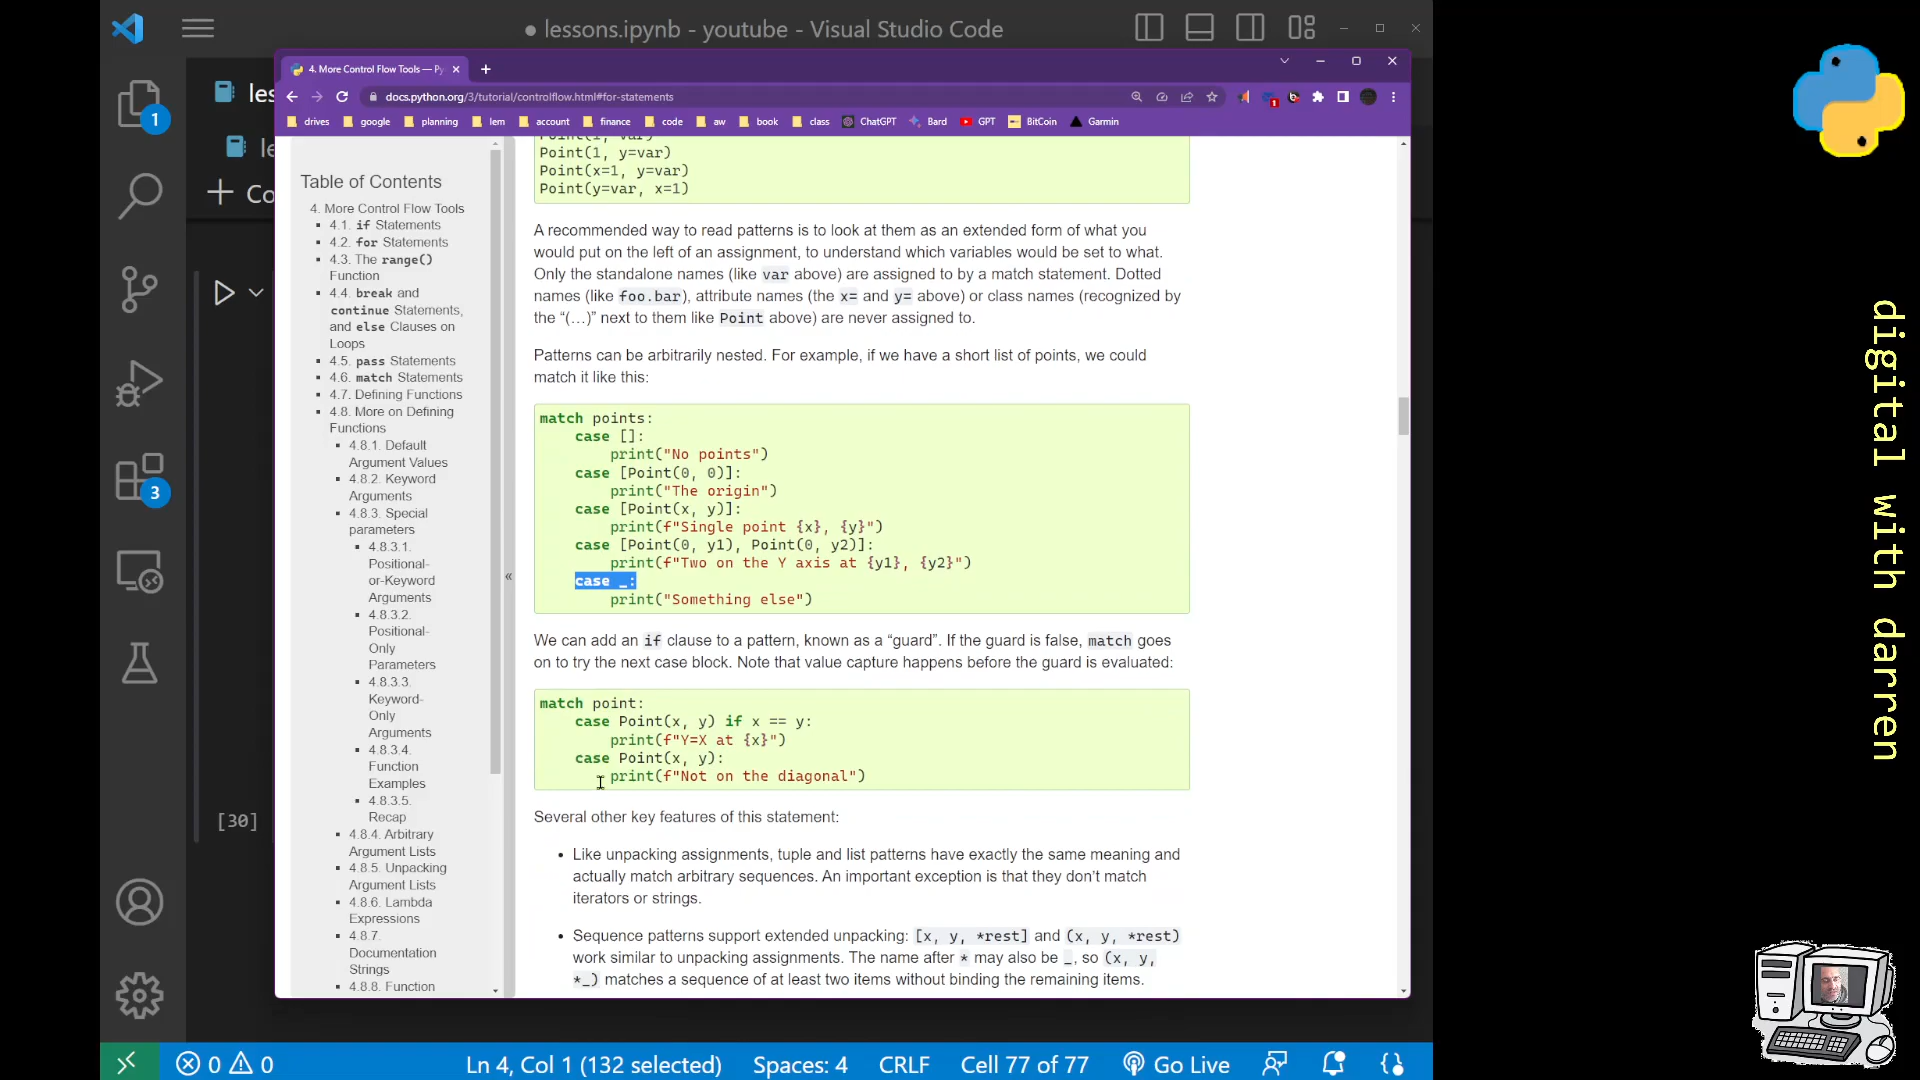 lessons.ipynb - youtube - Visual Studio Code
4. More Control Flow Tools — Py
docs.python.org/3/tutorial/controlflow.html#for-statements
drives google planning lem account finance code aw book class ChatGPT Bard GPT BitCoin Garmin
1
les
le
+ Co
Table of Contents
4. More Control Flow Tools
4.1. if Statements
4.2. for Statements
4.3. The range()
Function
4.4. break and
continue Statements,
and else Clauses on
Loops
4.5. pass Statements
4.6. match Statements
4.7. Defining Functions
4.8. More on Defining
Functions
4.8.1. Default
Argument Values
4.8.2. Keyword
Arguments
4.8.3. Special
parameters
4.8.3.1.
Positional-
or-Keyword
Arguments
4.8.3.2.
Positional-
Only
Parameters
4.8.3.3.
Keyword-
Only
Arguments
4.8.3.4.
Function
Examples
4.8.3.5.
Recap
4.8.4. Arbitrary
Argument Lists
4.8.5. Unpacking
Argument Lists
4.8.6. Lambda
Expressions
4.8.7.
Documentation
Strings
4.8.8. Function
«
Point(1, var)
Point(1, y=var)
Point(x=1, y=var)
Point(y=var, x=1)
A recommended way to read patterns is to look at them as an extended form of what you
would put on the left of an assignment, to understand which variables would be set to what.
Only the standalone names (like var above) are assigned to by a match statement. Dotted
names (like foo.bar), attribute names (the x= and y= above) or class names (recognized by
the “(…)” next to them like Point above) are never assigned to.
Patterns can be arbitrarily nested. For example, if we have a short list of points, we could
match it like this:
match points:
case []:
print("No points")
case [Point(0, 0)]:
print("The origin")
case [Point(x, y)]:
print(f"Single point {x}, {y}")
case [Point(0, y1), Point(0, y2)]:
print(f"Two on the Y axis at {y1}, {y2}")
case _:
print("Something else")
We can add an if clause to a pattern, known as a “guard”. If the guard is false, match goes
on to try the next case block. Note that value capture happens before the guard is evaluated:
match point:
case Point(x, y) if x == y:
print(f"Y=X at {x}")
case Point(x, y):
print(f"Not on the diagonal")
Several other key features of this statement:
• Like unpacking assignments, tuple and list patterns have exactly the same meaning and
actually match arbitrary sequences. An important exception is that they don’t match
iterators or strings.
• Sequence patterns support extended unpacking: [x, y, *rest] and (x, y, *rest)
work similar to unpacking assignments. The name after * may also be _, so (x, y,
*_) matches a sequence of at least two items without binding the remaining items.
3
[30]
0 0 Ln 4, Col 1 (132 selected) Spaces: 4 CRLF Cell 77 of 77 Go Live
digital with darren